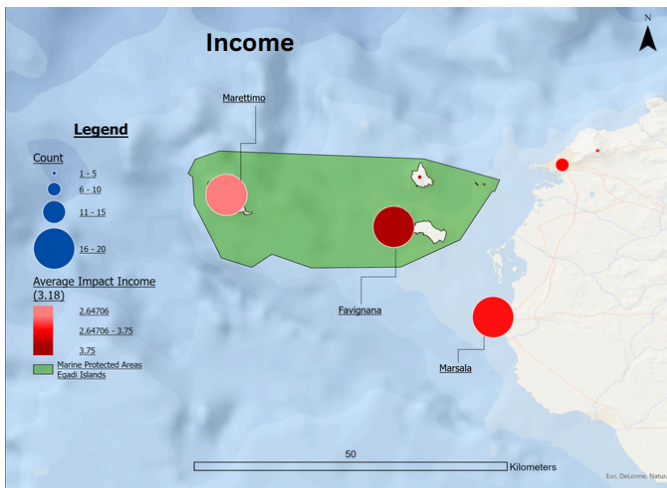 Income
N
Marettimo
Legend
Count
1 - 5
6 - 10
11 - 15
16 - 20
Average Impact Income
(3.18)
2.64706
2.64706 - 3.75
3.75
Marine Protected Areas
Egadi Islands
Favignana
Marsala
50
Kilometers
Esri, DeLorme, Natura